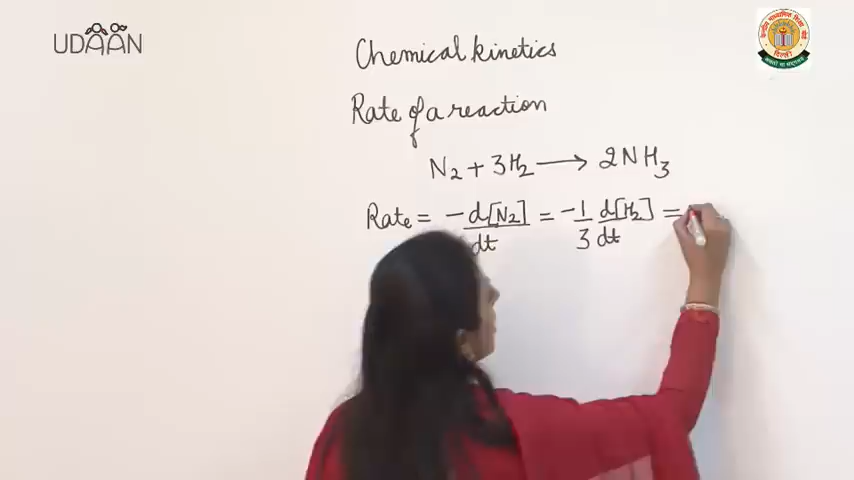 UDAAN
Chemical kinetics
Rate of a reaction
N₂ + 3H₂ ⟶ 2NH₃
Rate = -d[N₂]/dt = -1/3 d[H₂]/dt =